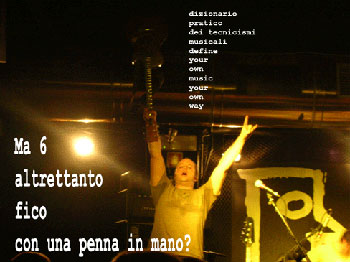 dizionario
pratico
dei tecnicismi
musicali
define
your
own
music
your
own
way
Ma 6
altrettanto
fico
con una penna in mano?